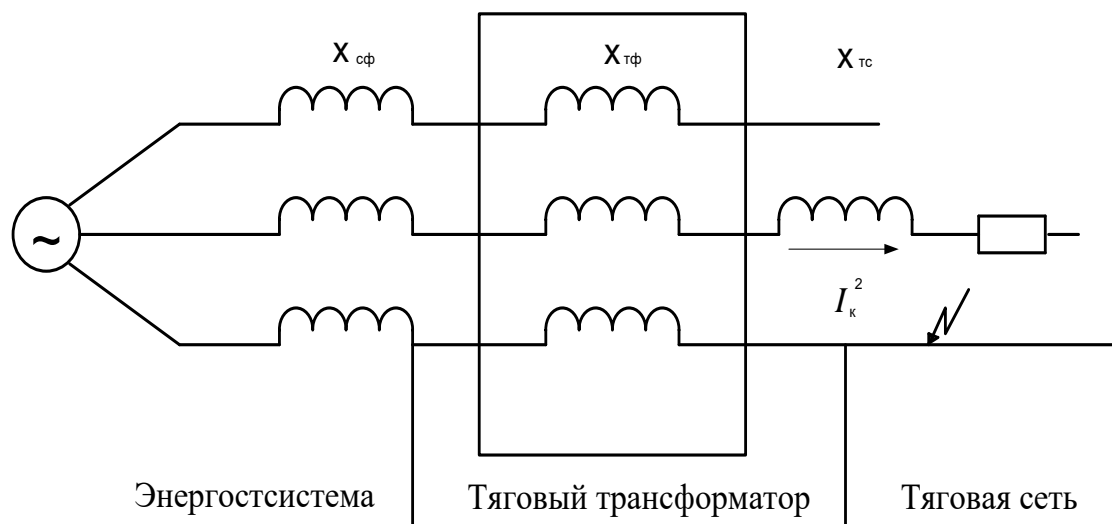 X сф
X тф
X тс
~
I к 2
Энергостсистема
Тяговый трансформатор
Тяговая сеть